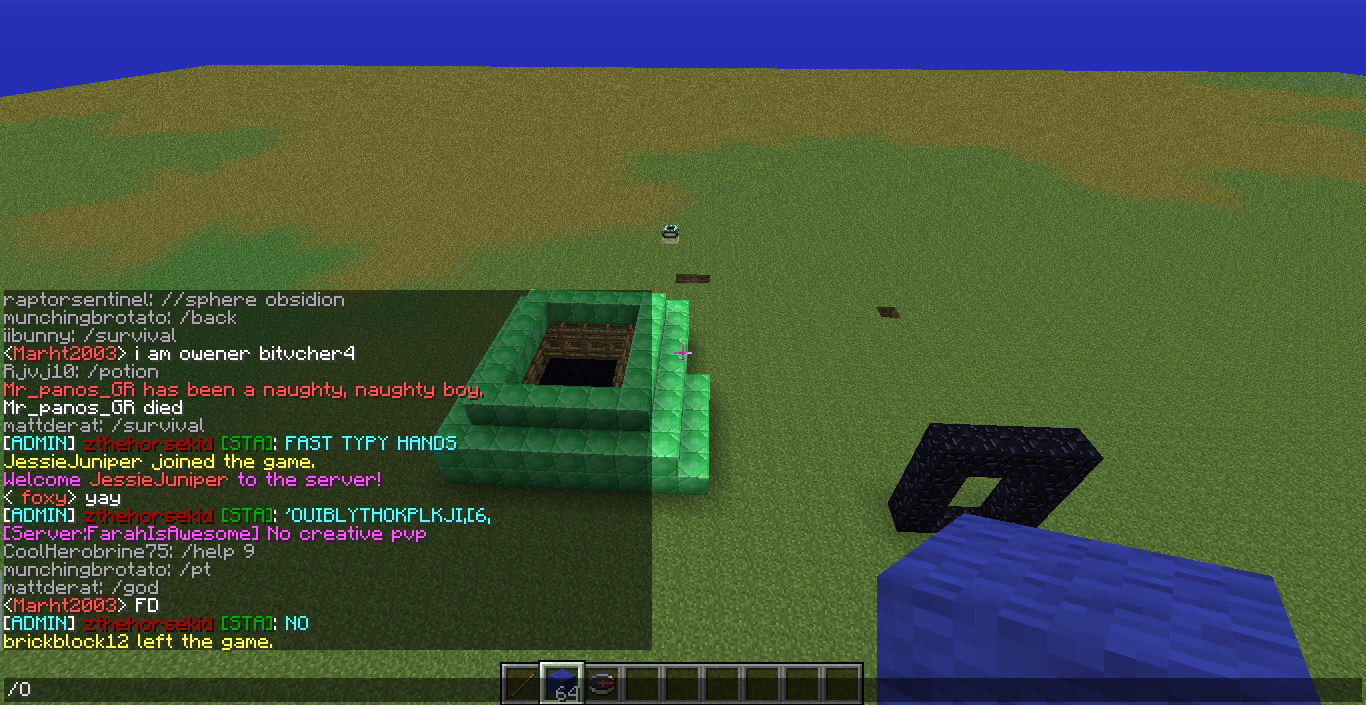 raptorsentinel: //sphere obsidion
munchingbrotato: /back
iibunny: /survival
<Marht2003> i am owener bitvcher4
Rjvj10: /potion
Mr_panos_GR has been a naughty, naughty boy.
Mr_panos_GR died
mattderat: /survival
[ADMIN] zthehorsekid [STA]: FAST TYPY HANDS
JessieJuniper joined the game.
Welcome JessieJuniper to the server!
< foxy> yay
[ADMIN] zthehorsekid [STA]: 'OUIBLYTHOKPLKJI,[6,
[Server:FarahIsAwesome] No creative pvp
CoolHerobrine75: /help 9
munchingbrotato: /pt
mattderat: /god
<Marht2003> FD
[ADMIN] zthehorsekid [STA]: NO
brickblock12 left the game.
64
/0